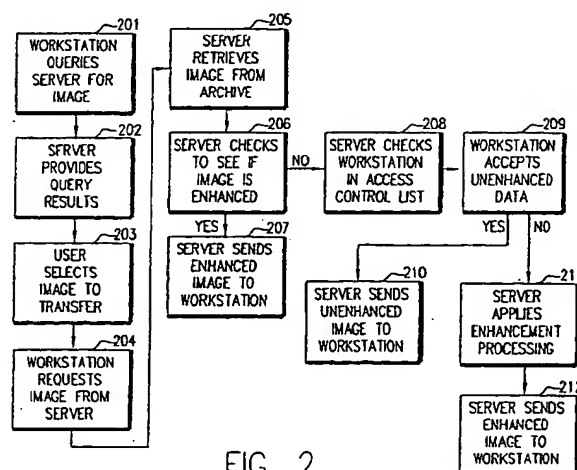 201
WORKSTATION
QUERIES
SERVER FOR
IMAGE
202
SFRVER
PROVIDES
QUERY
RESULTS
203
USER
SELECTS
IMAGE TO
TRANSFER
204
WORKSTATION
REQUESTS
IMAGE FROM
SERVER
205
SERVER
RETRIEVES
IMAGE FROM
ARCHIVE
206
SERVER CHECKS
TO SEE IF
IMAGE IS
ENHANCED
NO
YES
207
SERVER SENDS
ENHANCED
IMAGE TO
WORKSTATION
208
SERVER CHECKS
WORKSTATION
IN ACCESS
CONTROL LIST
209
WORKSTATION
ACCEPTS
UNENHANCED
DATA
YES
NO
210
SERVER SENDS
UNENHANCED
IMAGE TO
WORKSTATION
21
SERVER
APPLIES
ENHANCEMENT
PROCESSING
212
SERVER SENDS
ENHANCED
IMAGE TO
WORKSTATION
FIG. 2